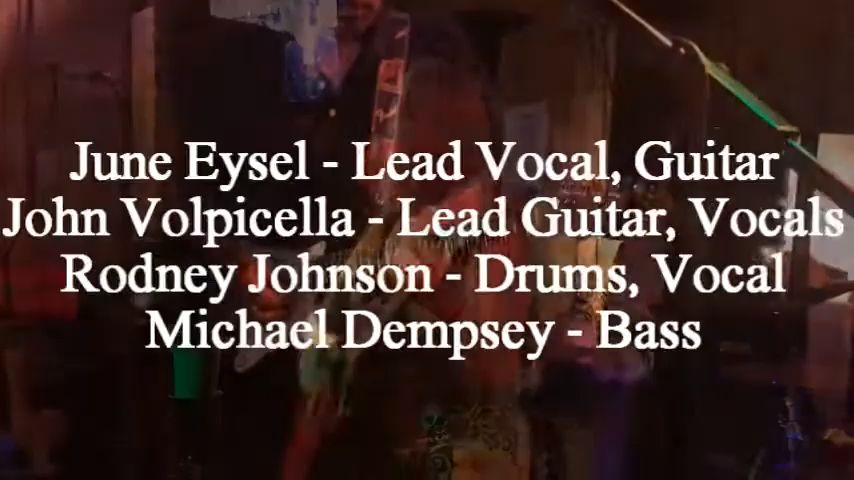 June Eysel - Lead Vocal, Guitar
John Volpicella - Lead Guitar, Vocals
Rodney Johnson - Drums, Vocal
Michael Dempsey - Bass